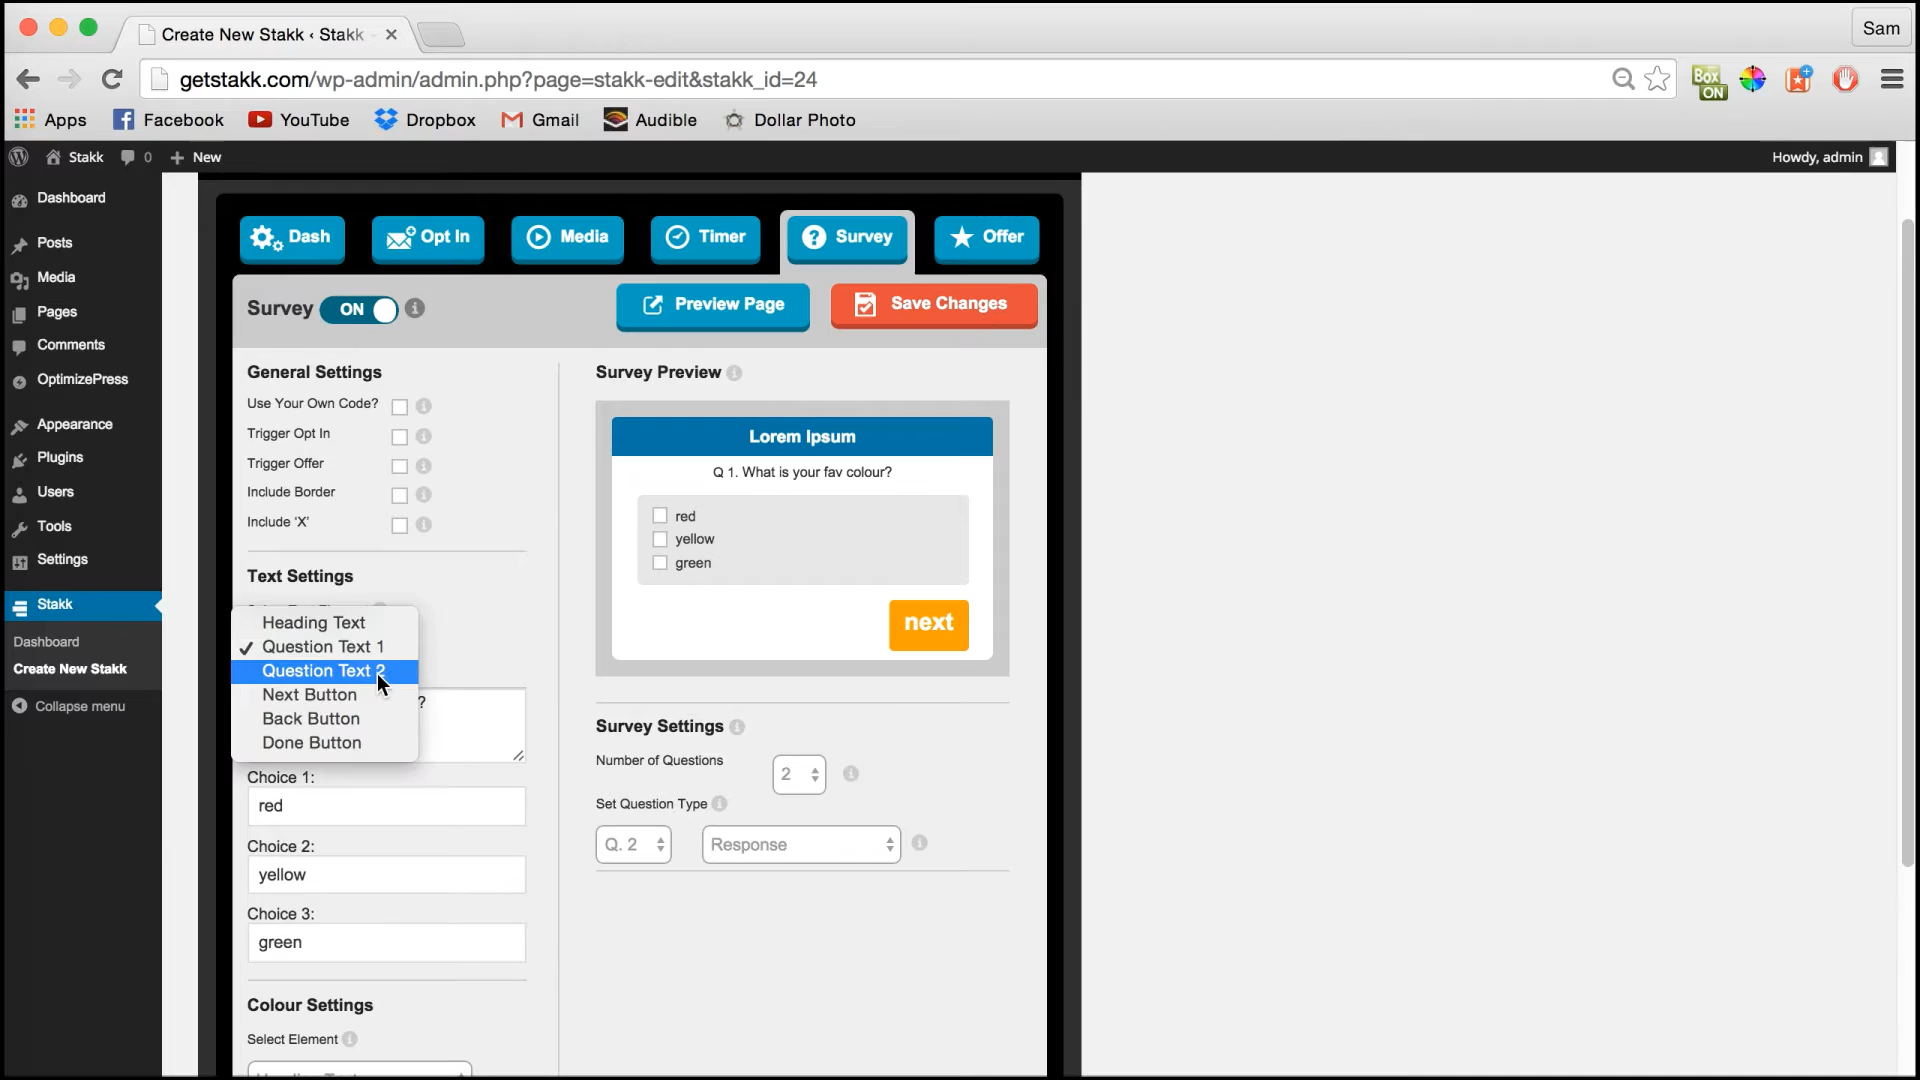 Create New Stakk ‹ Stakk
Sam
getstakk.com/wp-admin/admin.php?page=stakk-edit&stakk_id=24
Box
ON
Apps
Facebook
YouTube
Dropbox
Gmail
Audible
Dollar Photo
Stakk
0
New
Howdy, admin
Dashboard
Posts
Media
Pages
Comments
OptimizePress
Appearance
Plugins
Users
Tools
Settings
Stakk
Dashboard
Create New Stakk
Collapse menu
Dash
Opt In
Media
Timer
Survey
Offer
Survey
ON
Preview Page
Save Changes
General Settings
Use Your Own Code?
Trigger Opt In
Trigger Offer
Include Border
Include 'X'
Text Settings
Heading Text
Question Text 1
Question Text 2
Next Button
Back Button
Done Button
?
Choice 1:
red
Choice 2:
yellow
Choice 3:
green
Colour Settings
Select Element
Survey Preview
Lorem Ipsum
Q 1. What is your fav colour?
red
yellow
green
next
Survey Settings
Number of Questions
2
Set Question Type
Q. 2
Response